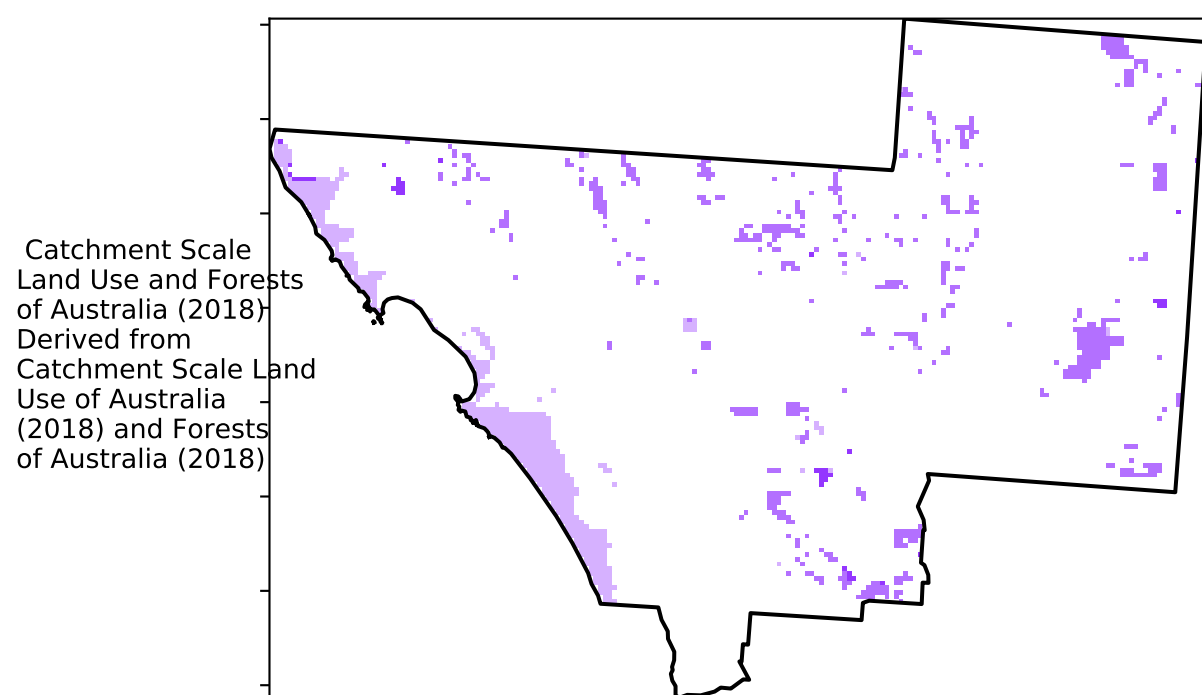 Catchment Scale
Land Use and Forests
of Australia (2018)
Derived from
Catchment Scale Land
Use of Australia
(2018) and Forests
of Australia (2018)